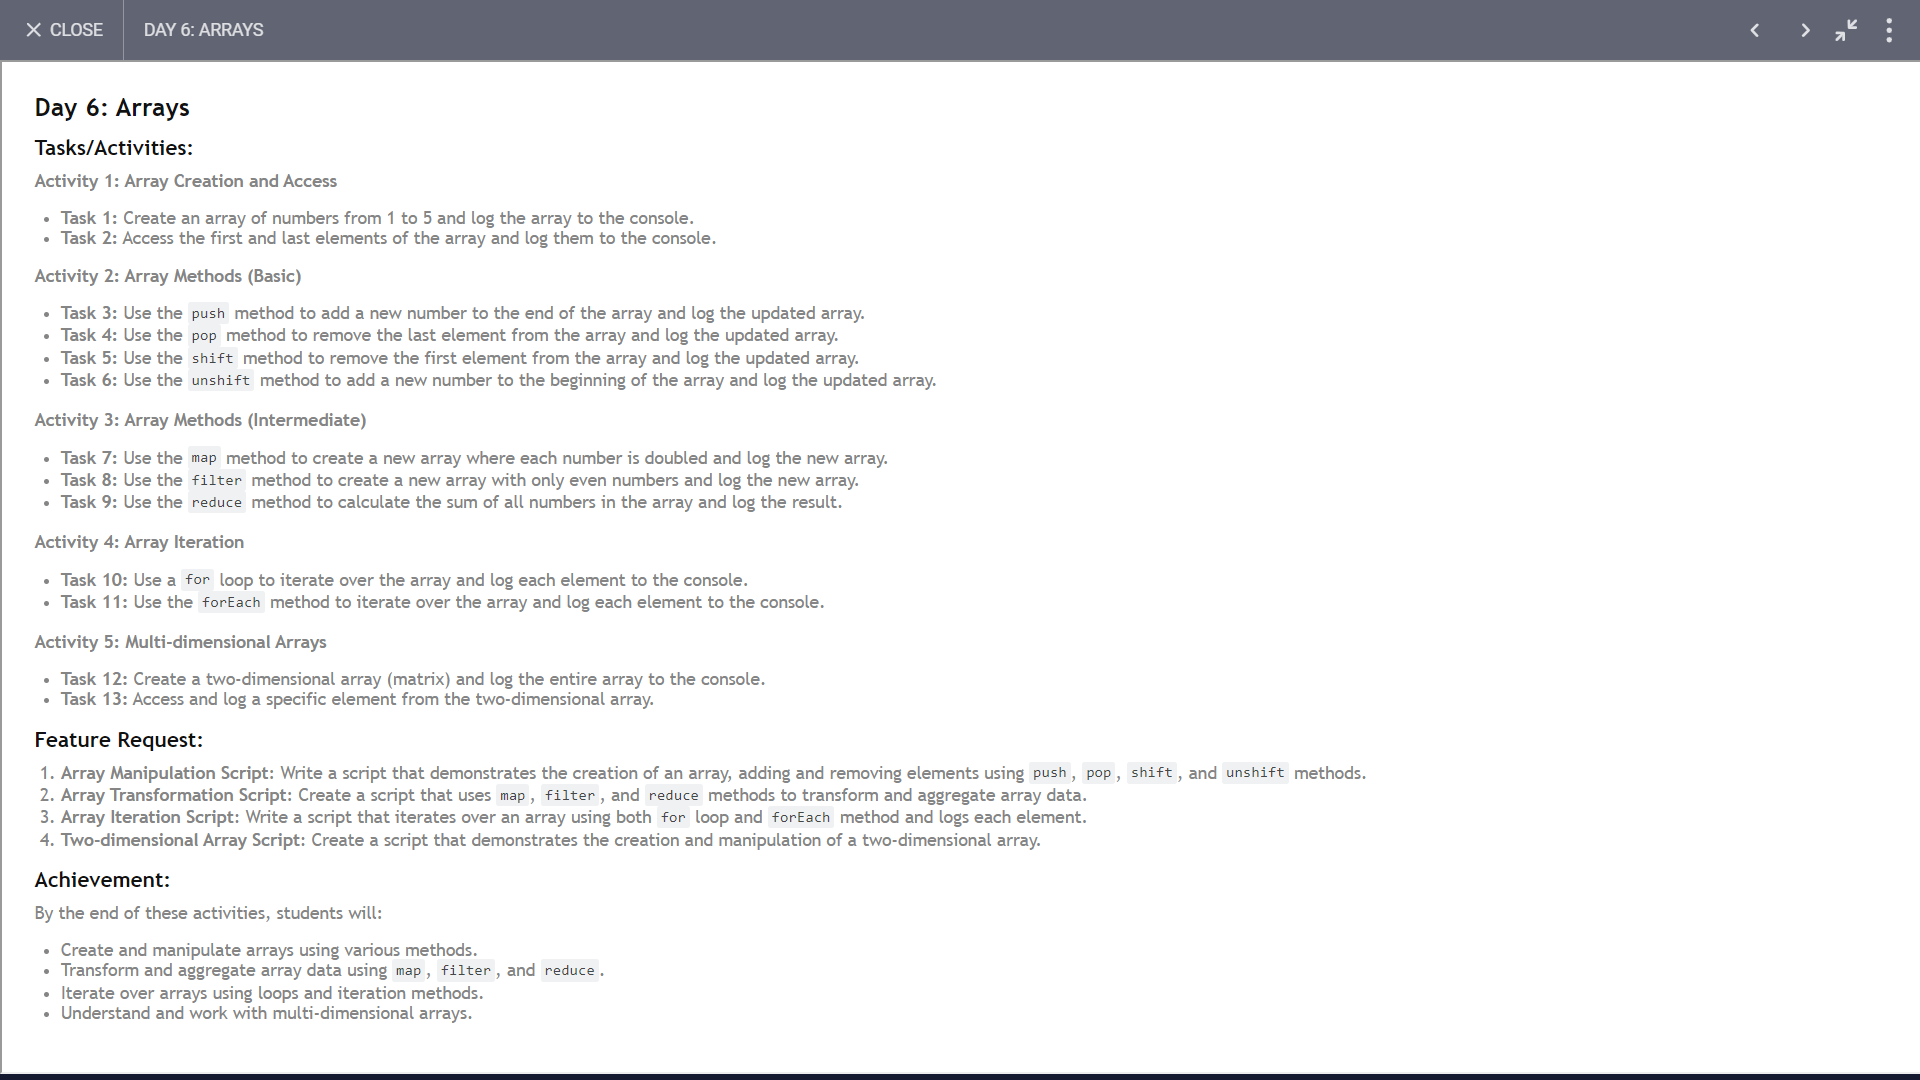 CLOSE
DAY 6: ARRAYS
Day 6: Arrays
Tasks/Activities:
Activity 1: Array Creation and Access
• Task 1: Create an array of numbers from 1 to 5 and log the array to the console.
• Task 2: Access the first and last elements of the array and log them to the console.
Activity 2: Array Methods (Basic)
• Task 3: Use the push method to add a new number to the end of the array and log the updated array.
• Task 4: Use the pop method to remove the last element from the array and log the updated array.
• Task 5: Use the shift method to remove the first element from the array and log the updated array.
• Task 6: Use the unshift method to add a new number to the beginning of the array and log the updated array.
Activity 3: Array Methods (Intermediate)
• Task 7: Use the map method to create a new array where each number is doubled and log the new array.
• Task 8: Use the filter method to create a new array with only even numbers and log the new array.
• Task 9: Use the reduce method to calculate the sum of all numbers in the array and log the result.
Activity 4: Array Iteration
• Task 10: Use a for loop to iterate over the array and log each element to the console.
• Task 11: Use the forEach method to iterate over the array and log each element to the console.
Activity 5: Multi-dimensional Arrays
• Task 12: Create a two-dimensional array (matrix) and log the entire array to the console.
• Task 13: Access and log a specific element from the two-dimensional array.
Feature Request:
1. Array Manipulation Script: Write a script that demonstrates the creation of an array, adding and removing elements using push, pop, shift, and unshift methods.
2. Array Transformation Script: Create a script that uses map, filter, and reduce methods to transform and aggregate array data.
3. Array Iteration Script: Write a script that iterates over an array using both for loop and forEach method and logs each element.
4. Two-dimensional Array Script: Create a script that demonstrates the creation and manipulation of a two-dimensional array.
Achievement:
By the end of these activities, students will:
• Create and manipulate arrays using various methods.
• Transform and aggregate array data using map, filter, and reduce.
• Iterate over arrays using loops and iteration methods.
• Understand and work with multi-dimensional arrays.